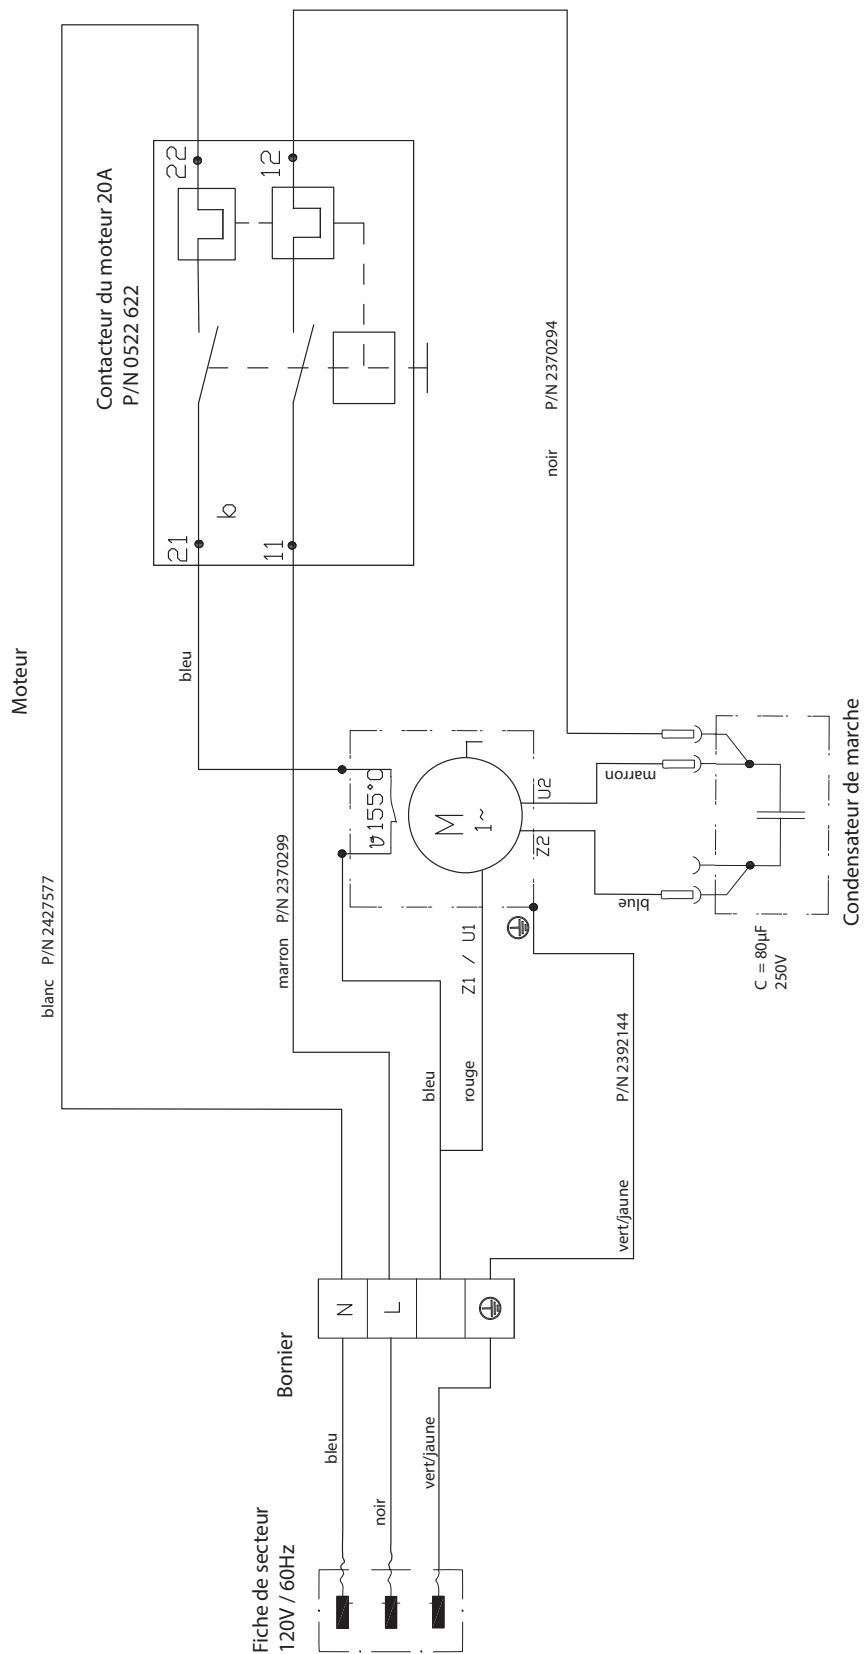 Moteur
Contacteur du moteur 20A
P/N 0522 622
22
12
21
11
b
bleu
blanc P/N 2427577
marron P/N 2370299
noir P/N 2370294
ϑ155°C
M
1~
U2
Z2
Z1 / U1
marron
blue
C = 80µF
250V
Condensateur de marche
bleu
rouge
P/N 2392144
vert/jaune
Bornier
N
L
bleu
noir
vert/jaune
Fiche de secteur
120V / 60Hz